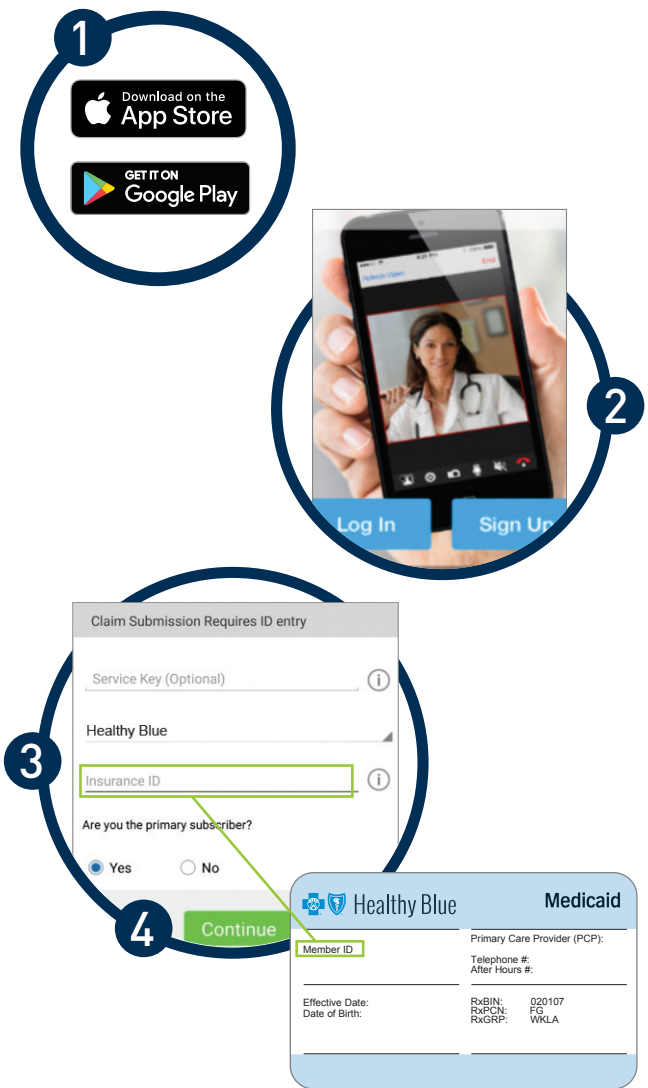 1
Download on the
App Store
GET IT ON
Google Play
2
End
Log In
Sign Up
3
Claim Submission Requires ID entry
Service Key (Optional)
i
Healthy Blue
Insurance ID
i
Are you the primary subscriber?
Yes
No
4
Continue
Healthy Blue
Medicaid
Member ID
Primary Care Provider (PCP):
Telephone #:
After Hours #:
Effective Date:
Date of Birth:
RxBIN: 020107
RxPCN: FG
RxGRP: WKLA